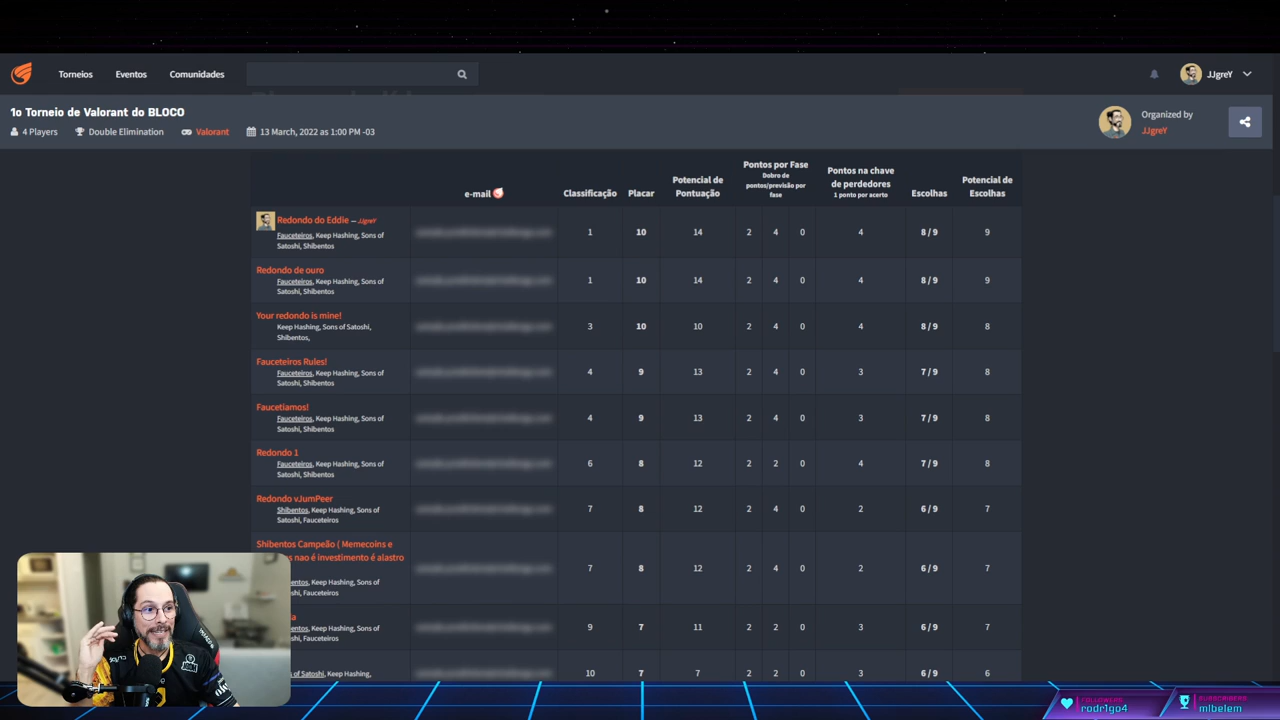 Torneios Eventos Comunidades JJgreY
1o Torneio de Valorant do BLOCO
4 Players Double Elimination Valorant 13 March, 2022 at 1:00 PM -03
Organized by
JJgreY
e-mail Classificação Placar Potencial de Pontuação Pontos por Fase Dobro de pontos/previsão por fase Pontos na chave de perdedores 1 ponto por acerto Escolhas Potencial de Escolhas
Redondo do Eddie – JJgreY
Fauceteiros, Keep Hashing, Sons of
Satoshi, Shibentos
1 10 14 2 4 0 4 8 / 9 9
Redondo de ouro
Fauceteiros, Keep Hashing, Sons of
Satoshi, Shibentos
1 10 14 2 4 0 4 8 / 9 9
Your redondo is mine!
Keep Hashing, Sons of Satoshi,
Shibentos,
3 10 10 2 4 0 4 8 / 9 8
Fauceteiros Rules!
Fauceteiros, Keep Hashing, Sons of
Satoshi, Shibentos
4 9 13 2 4 0 3 7 / 9 8
Faucetiamos!
Fauceteiros, Keep Hashing, Sons of
Satoshi, Shibentos
4 9 13 2 4 0 3 7 / 9 8
Redondo 1
Fauceteiros, Keep Hashing, Sons of
Satoshi, Shibentos
6 8 12 2 2 0 4 7 / 9 8
Redondo vJumPeer
Shibentos, Keep Hashing, Sons of
Satoshi, Fauceteiros
7 8 12 2 4 0 2 6 / 9 7
Shibentos Campeão ( Memecoins e
nao é investimento é alastro
Keep Hashing, Sons of
Satoshi, Fauceteiros
7 8 12 2 4 0 2 6 / 9 7
Keep Hashing, Sons of
Satoshi, Fauceteiros
9 7 11 2 2 0 3 6 / 9 7
of Satoshi, Keep Hashing,
10 7 7 2 2 0 3 6 / 9 6
FOLLOWERS
rodr1go4
SUBSCRIBERS
mlbelem